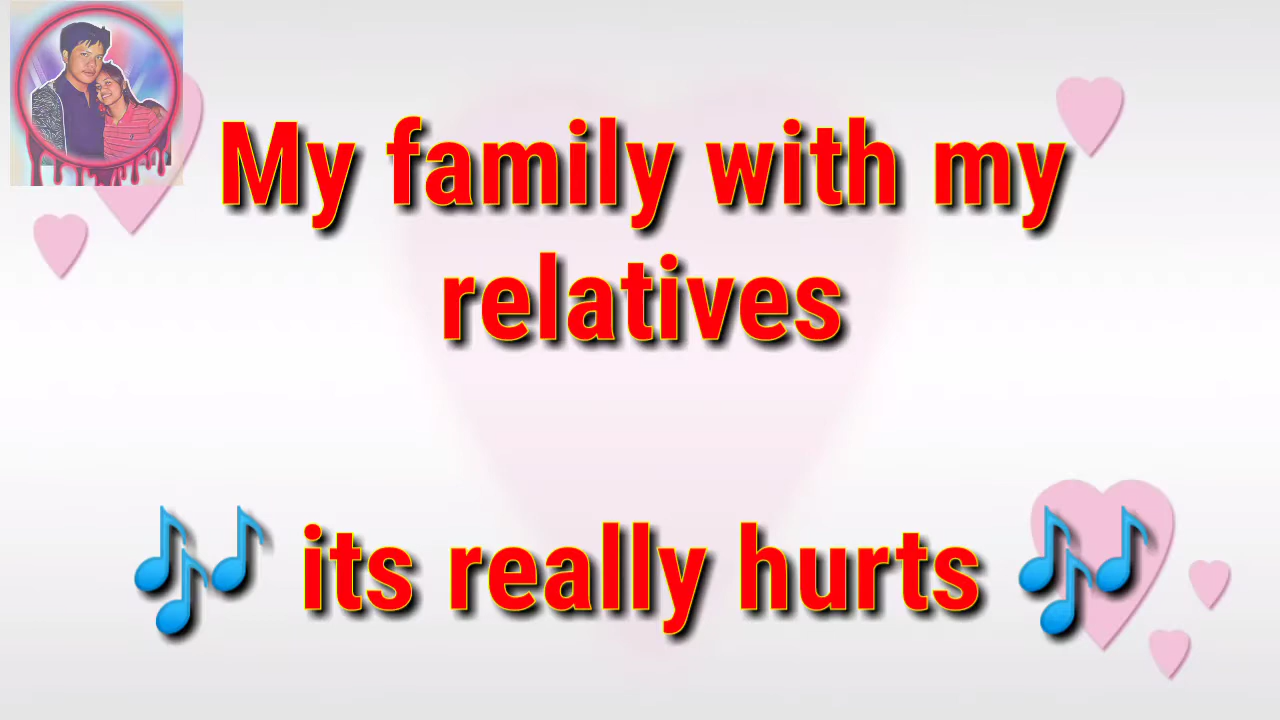 My family with my
relatives
🎶 its really hurts 🎶